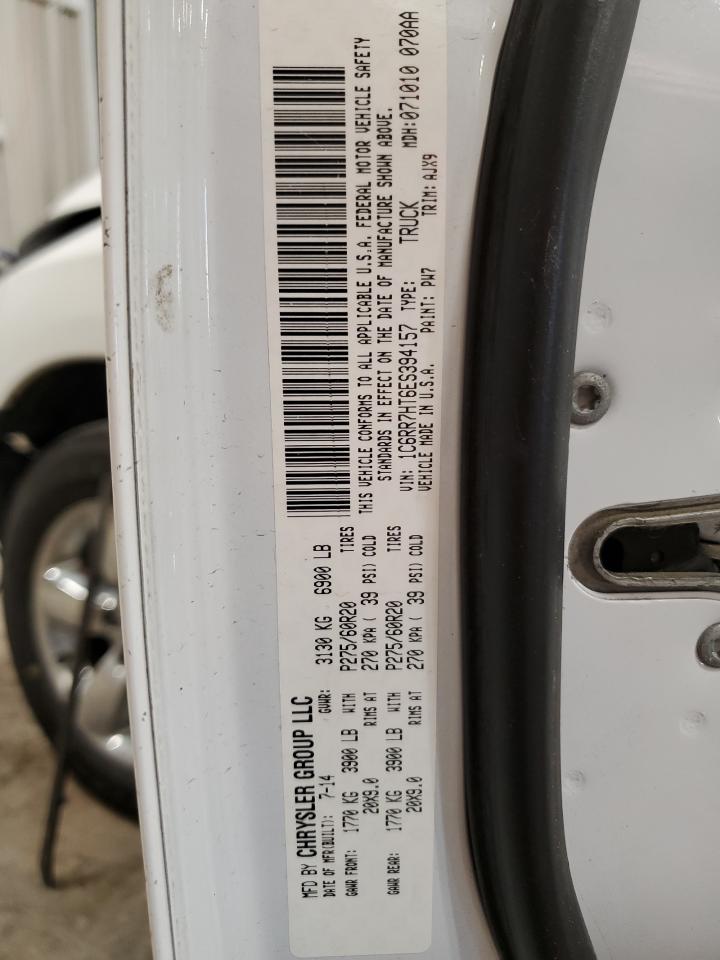 MFD BY CHRYSLER GROUP LLC
DATE OF MFR(BUILT): 7-14 GVWR: 3130 KG 6900 LB
GAWR FRONT: 1770 KG 3900 LB WITH P275/60R20 TIRES
20X9.0 RIMS AT 270 KPA ( 39 PSI) COLD
GAWR REAR: 1770 KG 3900 LB WITH P275/60R20 TIRES
20X9.0 RIMS AT 270 KPA ( 39 PSI) COLD
THIS VEHICLE CONFORMS TO ALL APPLICABLE U.S.A. FEDERAL MOTOR VEHICLE SAFETY
STANDARDS IN EFFECT ON THE DATE OF MANUFACTURE SHOWN ABOVE.
VIN: 1C6RR7HT6ES394157 TYPE: TRUCK MDH:071010 070AA
VEHICLE MADE IN U.S.A. PAINT: PW7 TRIM: AJX9